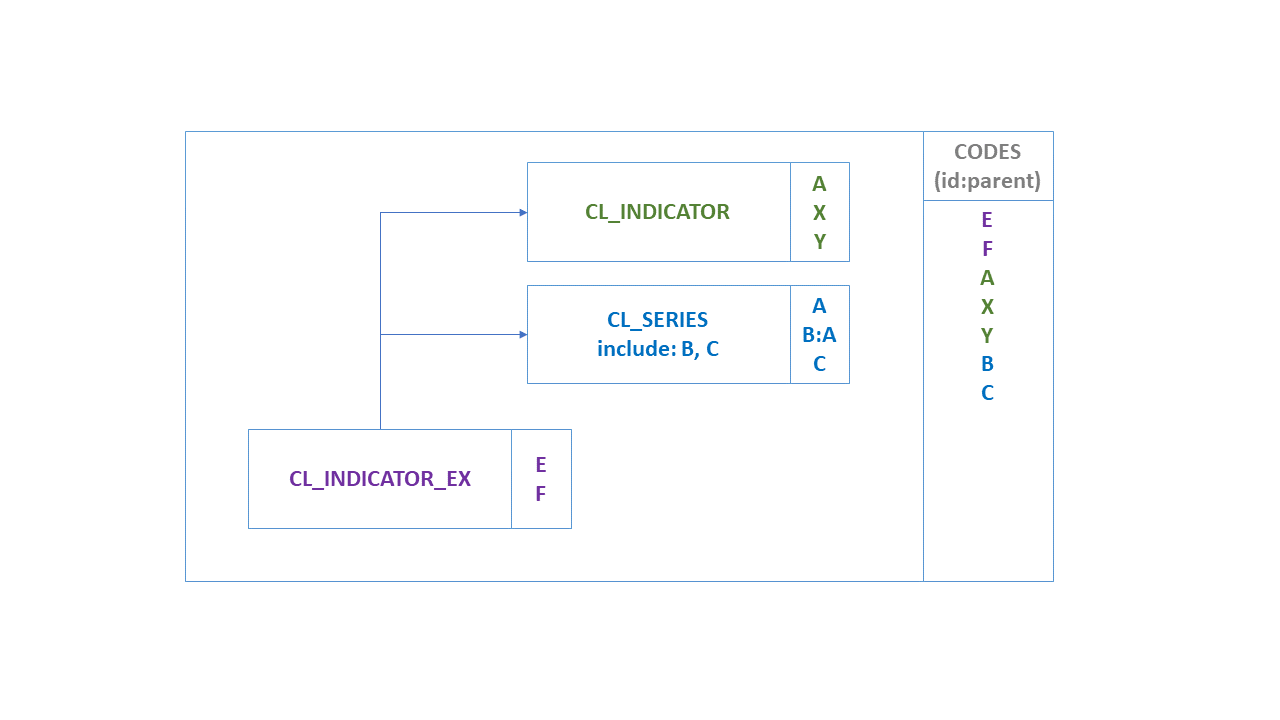 CL_INDICATOR
A
X
Y
CL_SERIES
include: B, C
A
B:A
C
CL_INDICATOR_EX
E
F
CODES
(id:parent)
E
F
A
X
Y
B
C